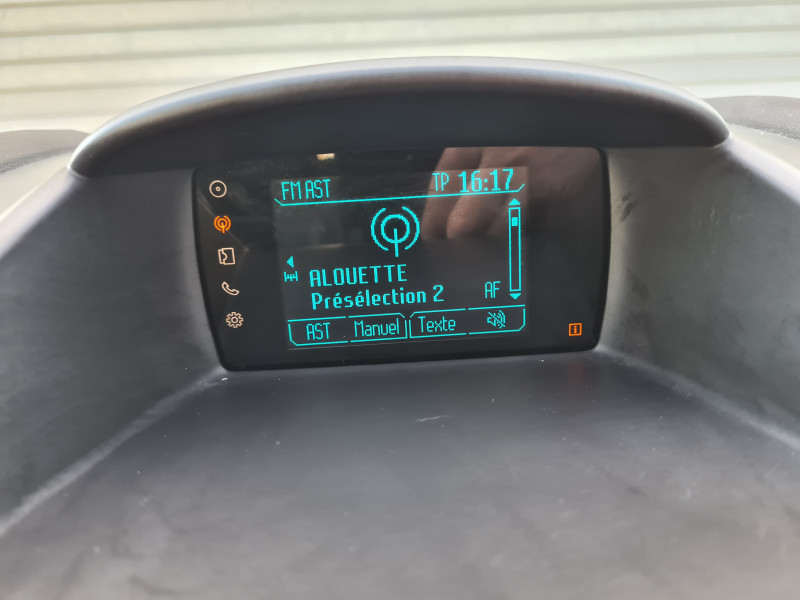 FM AST TP 16:17
ALOUETTE
Présélection 2 AF
AST Manuel Texte
i